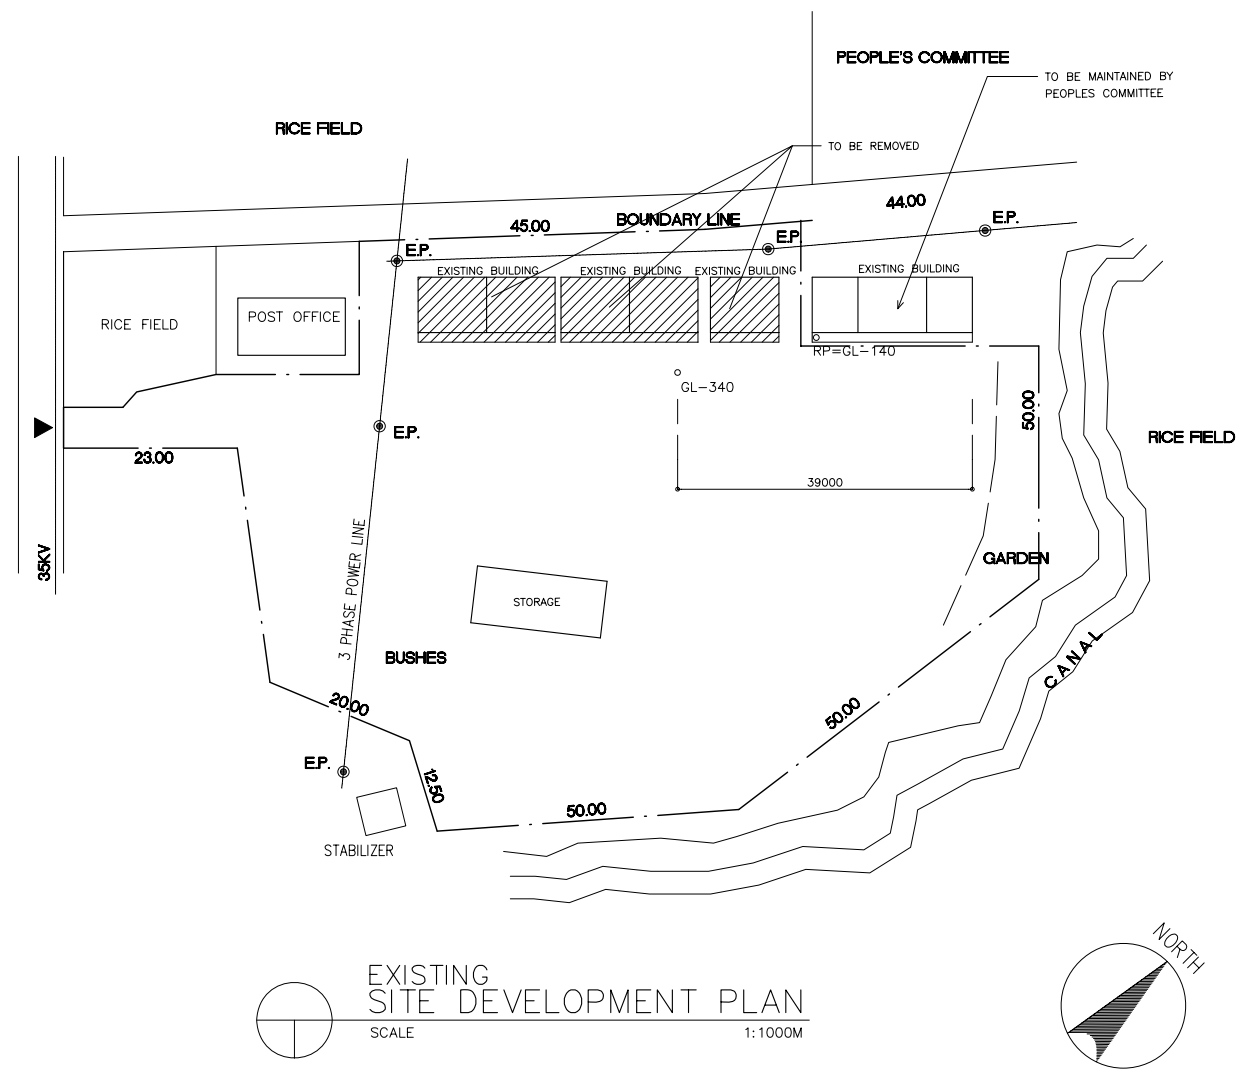 PEOPLE'S COMMITTEE
TO BE MAINTAINED BY
PEOPLES COMMITTEE
RICE FIELD
TO BE REMOVED
44.00
BOUNDARY LINE
45.00
E.P.
E.P.
E.P.
EXISTING BUILDING
EXISTING BUILDING
EXISTING BUILDING
EXISTING BUILDING
RICE FIELD
POST OFFICE
RP=GL-140
GL-340
50.00
E.P.
RICE FIELD
23.00
39000
35KV
3 PHASE POWER LINE
GARDEN
STORAGE
BUSHES
CANAL
20.00
50.00
E.P.
12.50
50.00
STABILIZER
NORTH
EXISTING
SITE DEVELOPMENT PLAN
SCALE 1:1000M